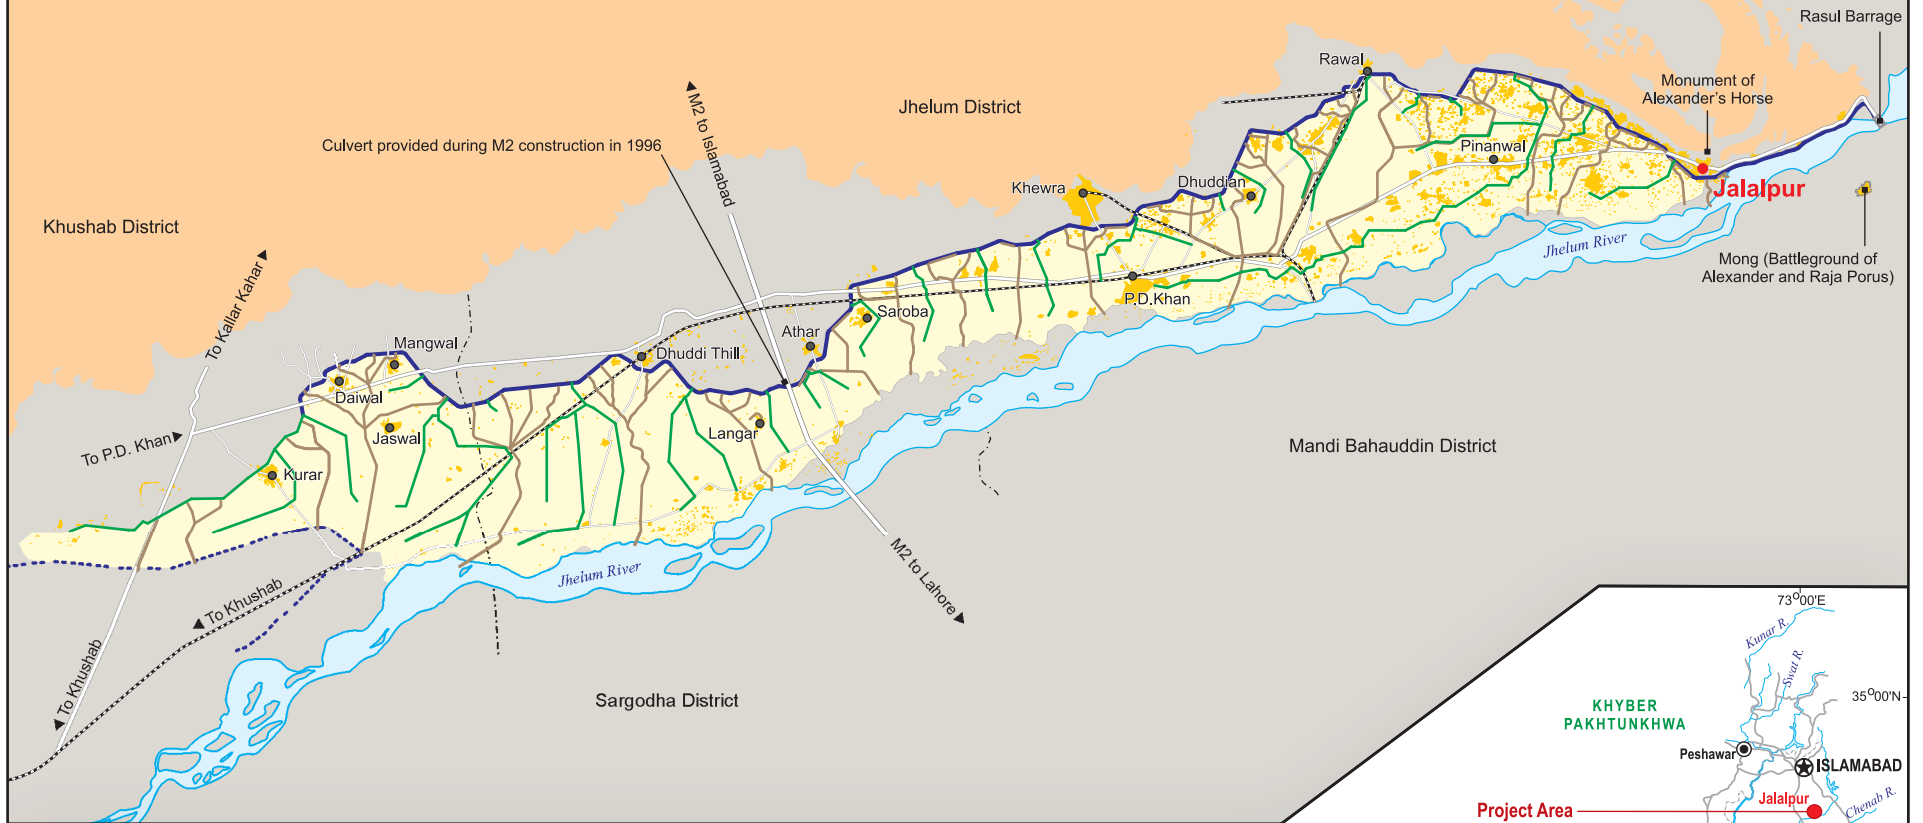 Rasul Barrage
Rawal
Monument of
Alexander's Horse
M2 to Islamabad
Jhelum District
Culvert provided during M2 construction in 1996
Pinanwal
Khewra
Dhuddian
Jalalpur
Khushab District
Jhelum River
Mong (Battleground of
Alexander and Raja Porus)
To Kallar Kahar
P.D.Khan
Saroba
Athar
Mangwal
Dhuddi Thill
Daiwal
To P.D. Khan
Jaswal
Langar
Mandi Bahauddin District
Kurar
M2 to Lahore
Jhelum River
To Khushab
To Khushab
Sargodha District
73°00'E
Kunar R.
Swat R.
35°00'N
KHYBER
PAKHTUNKHWA
Peshawar
ISLAMABAD
Jalalpur
Chenab R.
Project Area